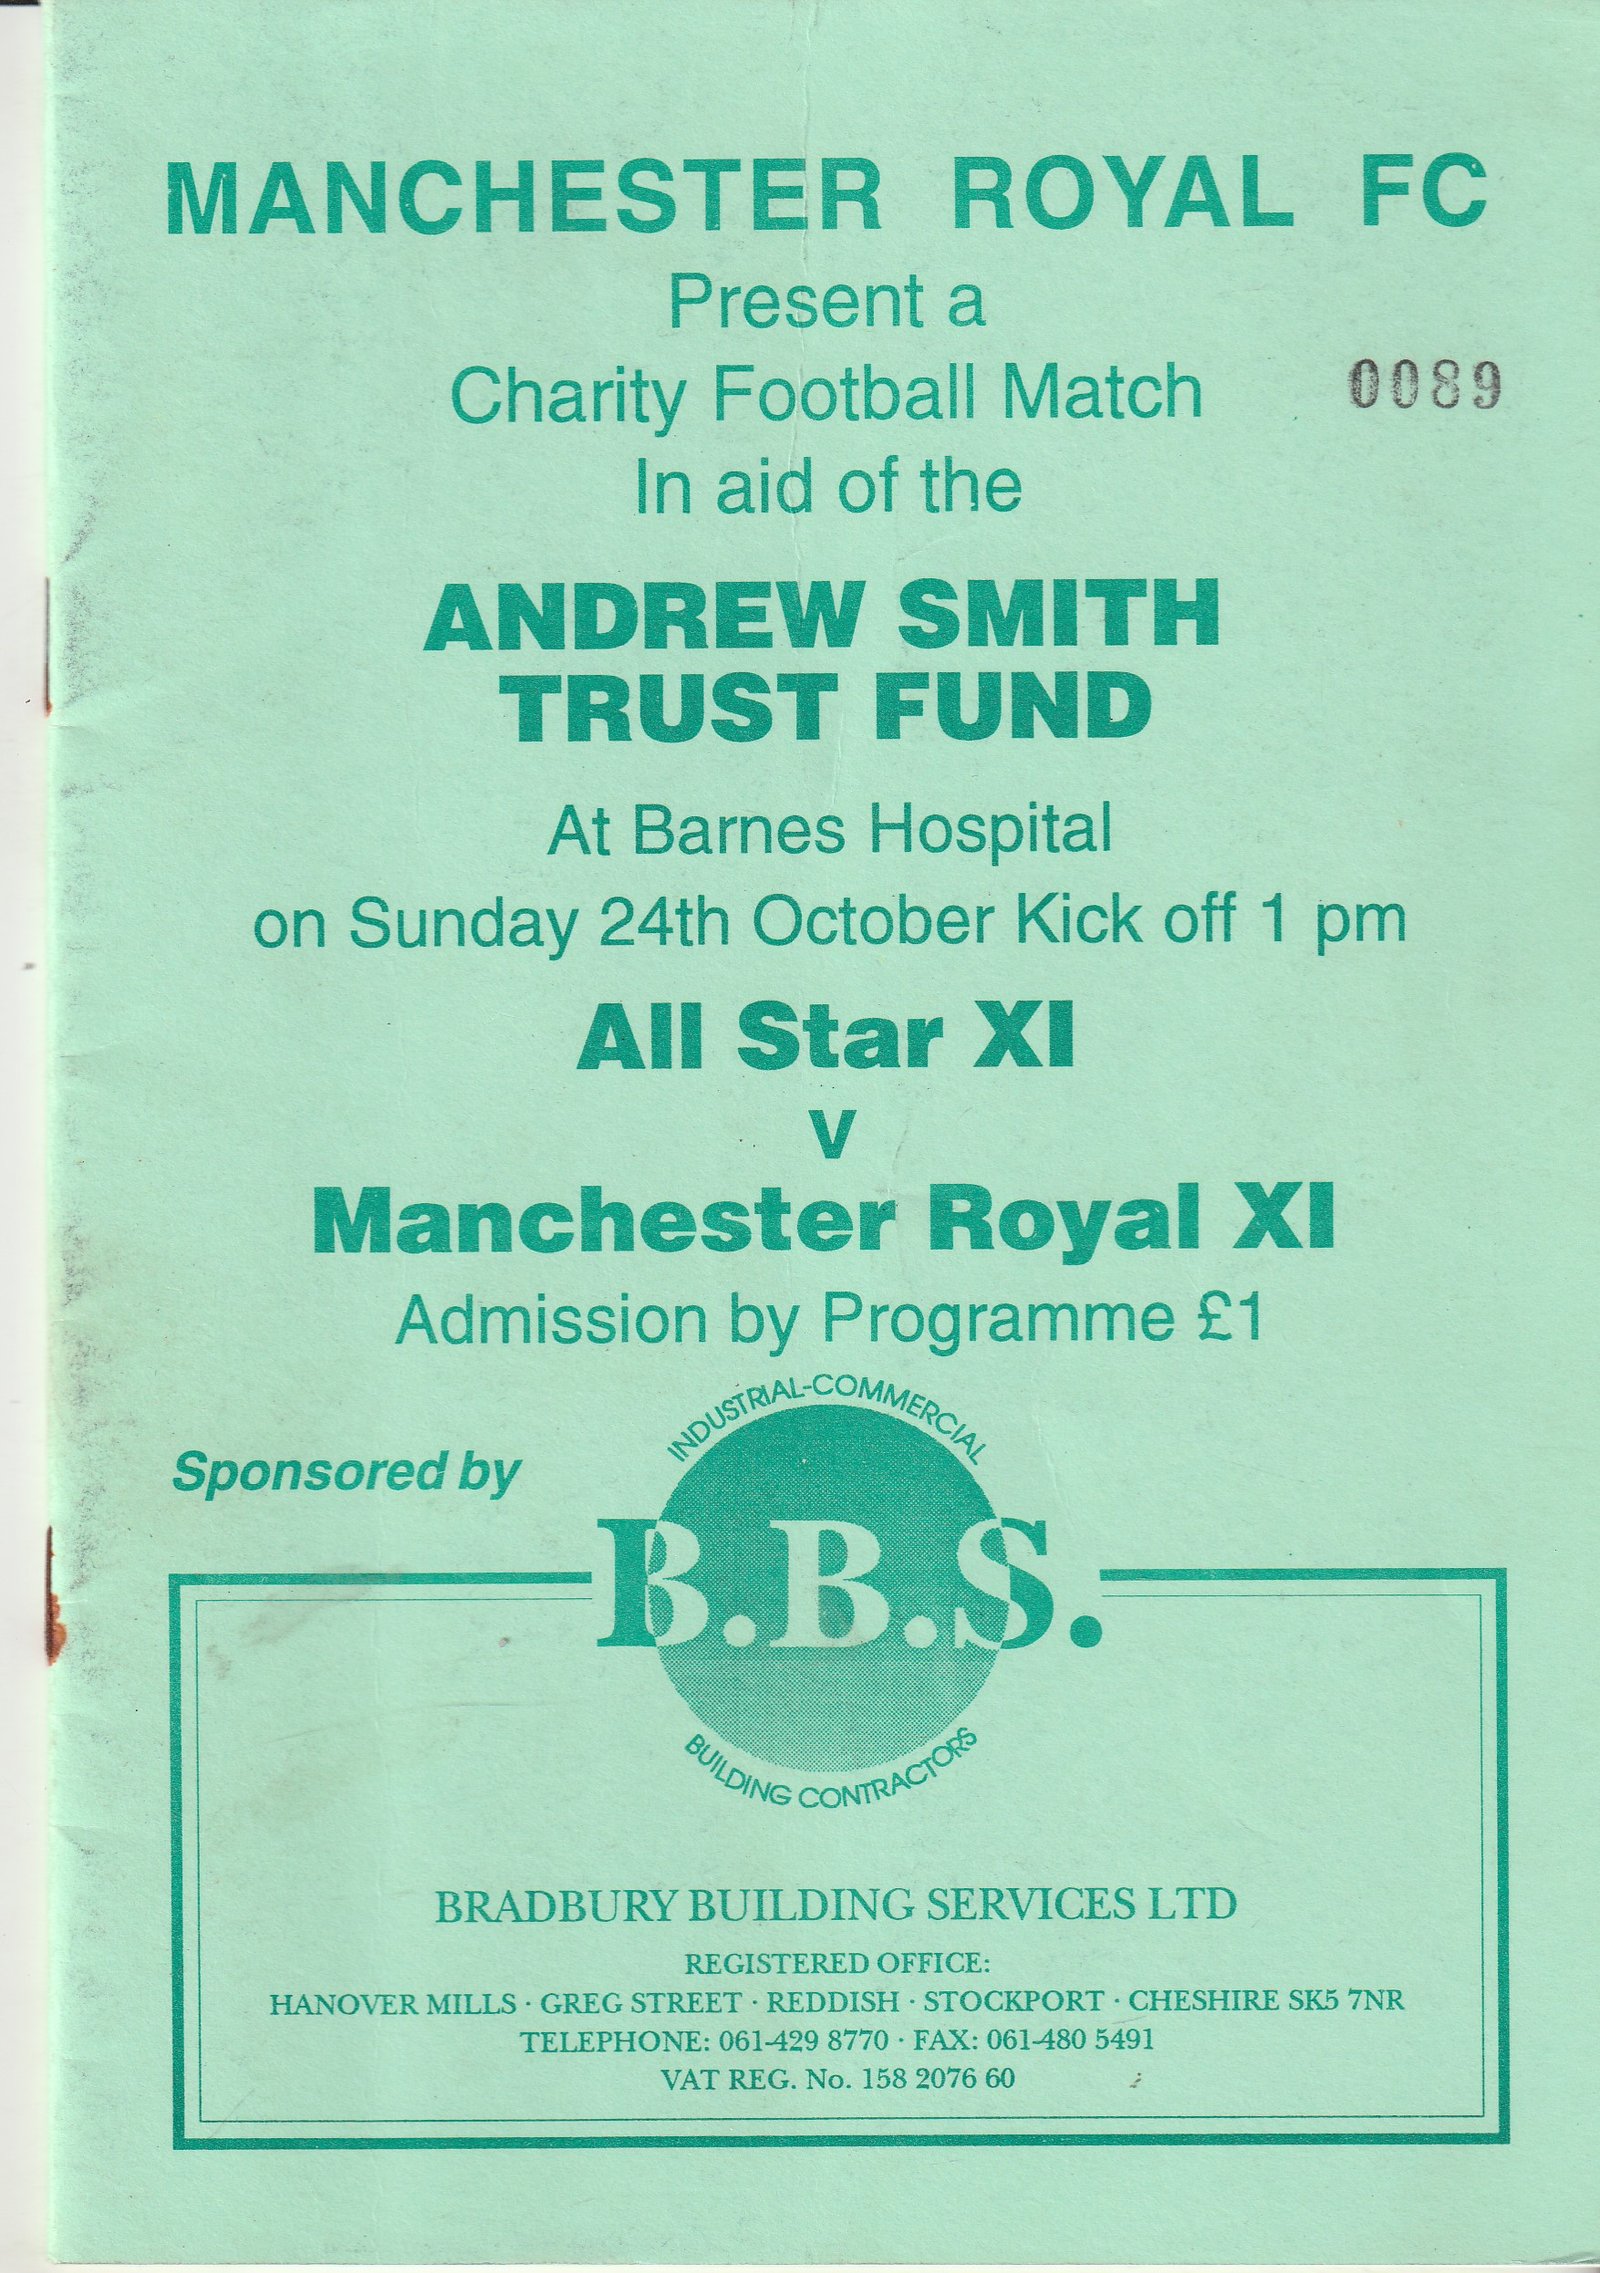 MANCHESTER ROYAL FC
Present a
Charity Football Match
0089
In aid of the
ANDREW SMITH
TRUST FUND
At Barnes Hospital
on Sunday 24th October Kick off 1 pm
All Star XI
v
Manchester Royal XI
Admission by Programme £1
Sponsored by
INDUSTRIAL-COMMERCIAL
B.B.S.
BUILDING CONTRACTORS
BRADBURY BUILDING SERVICES LTD
REGISTERED OFFICE:
HANOVER MILLS · GREG STREET · REDDISH · STOCKPORT · CHESHIRE SK5 7NR
TELEPHONE: 061-429 8770 · FAX: 061-480 5491
VAT REG. No. 158 2076 60